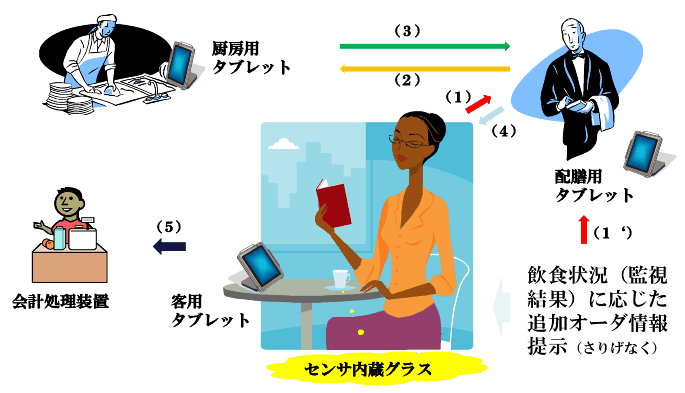 厨房用
タブレット
（3）
（2）
（1）
（4）
配膳用
タブレット
（5）
（1‘）
会計処理装置
客用
タブレット
飲食状況（監視
結果）に応じた
追加オーダ情報
提示（さりげなく）
センサ内蔵グラス